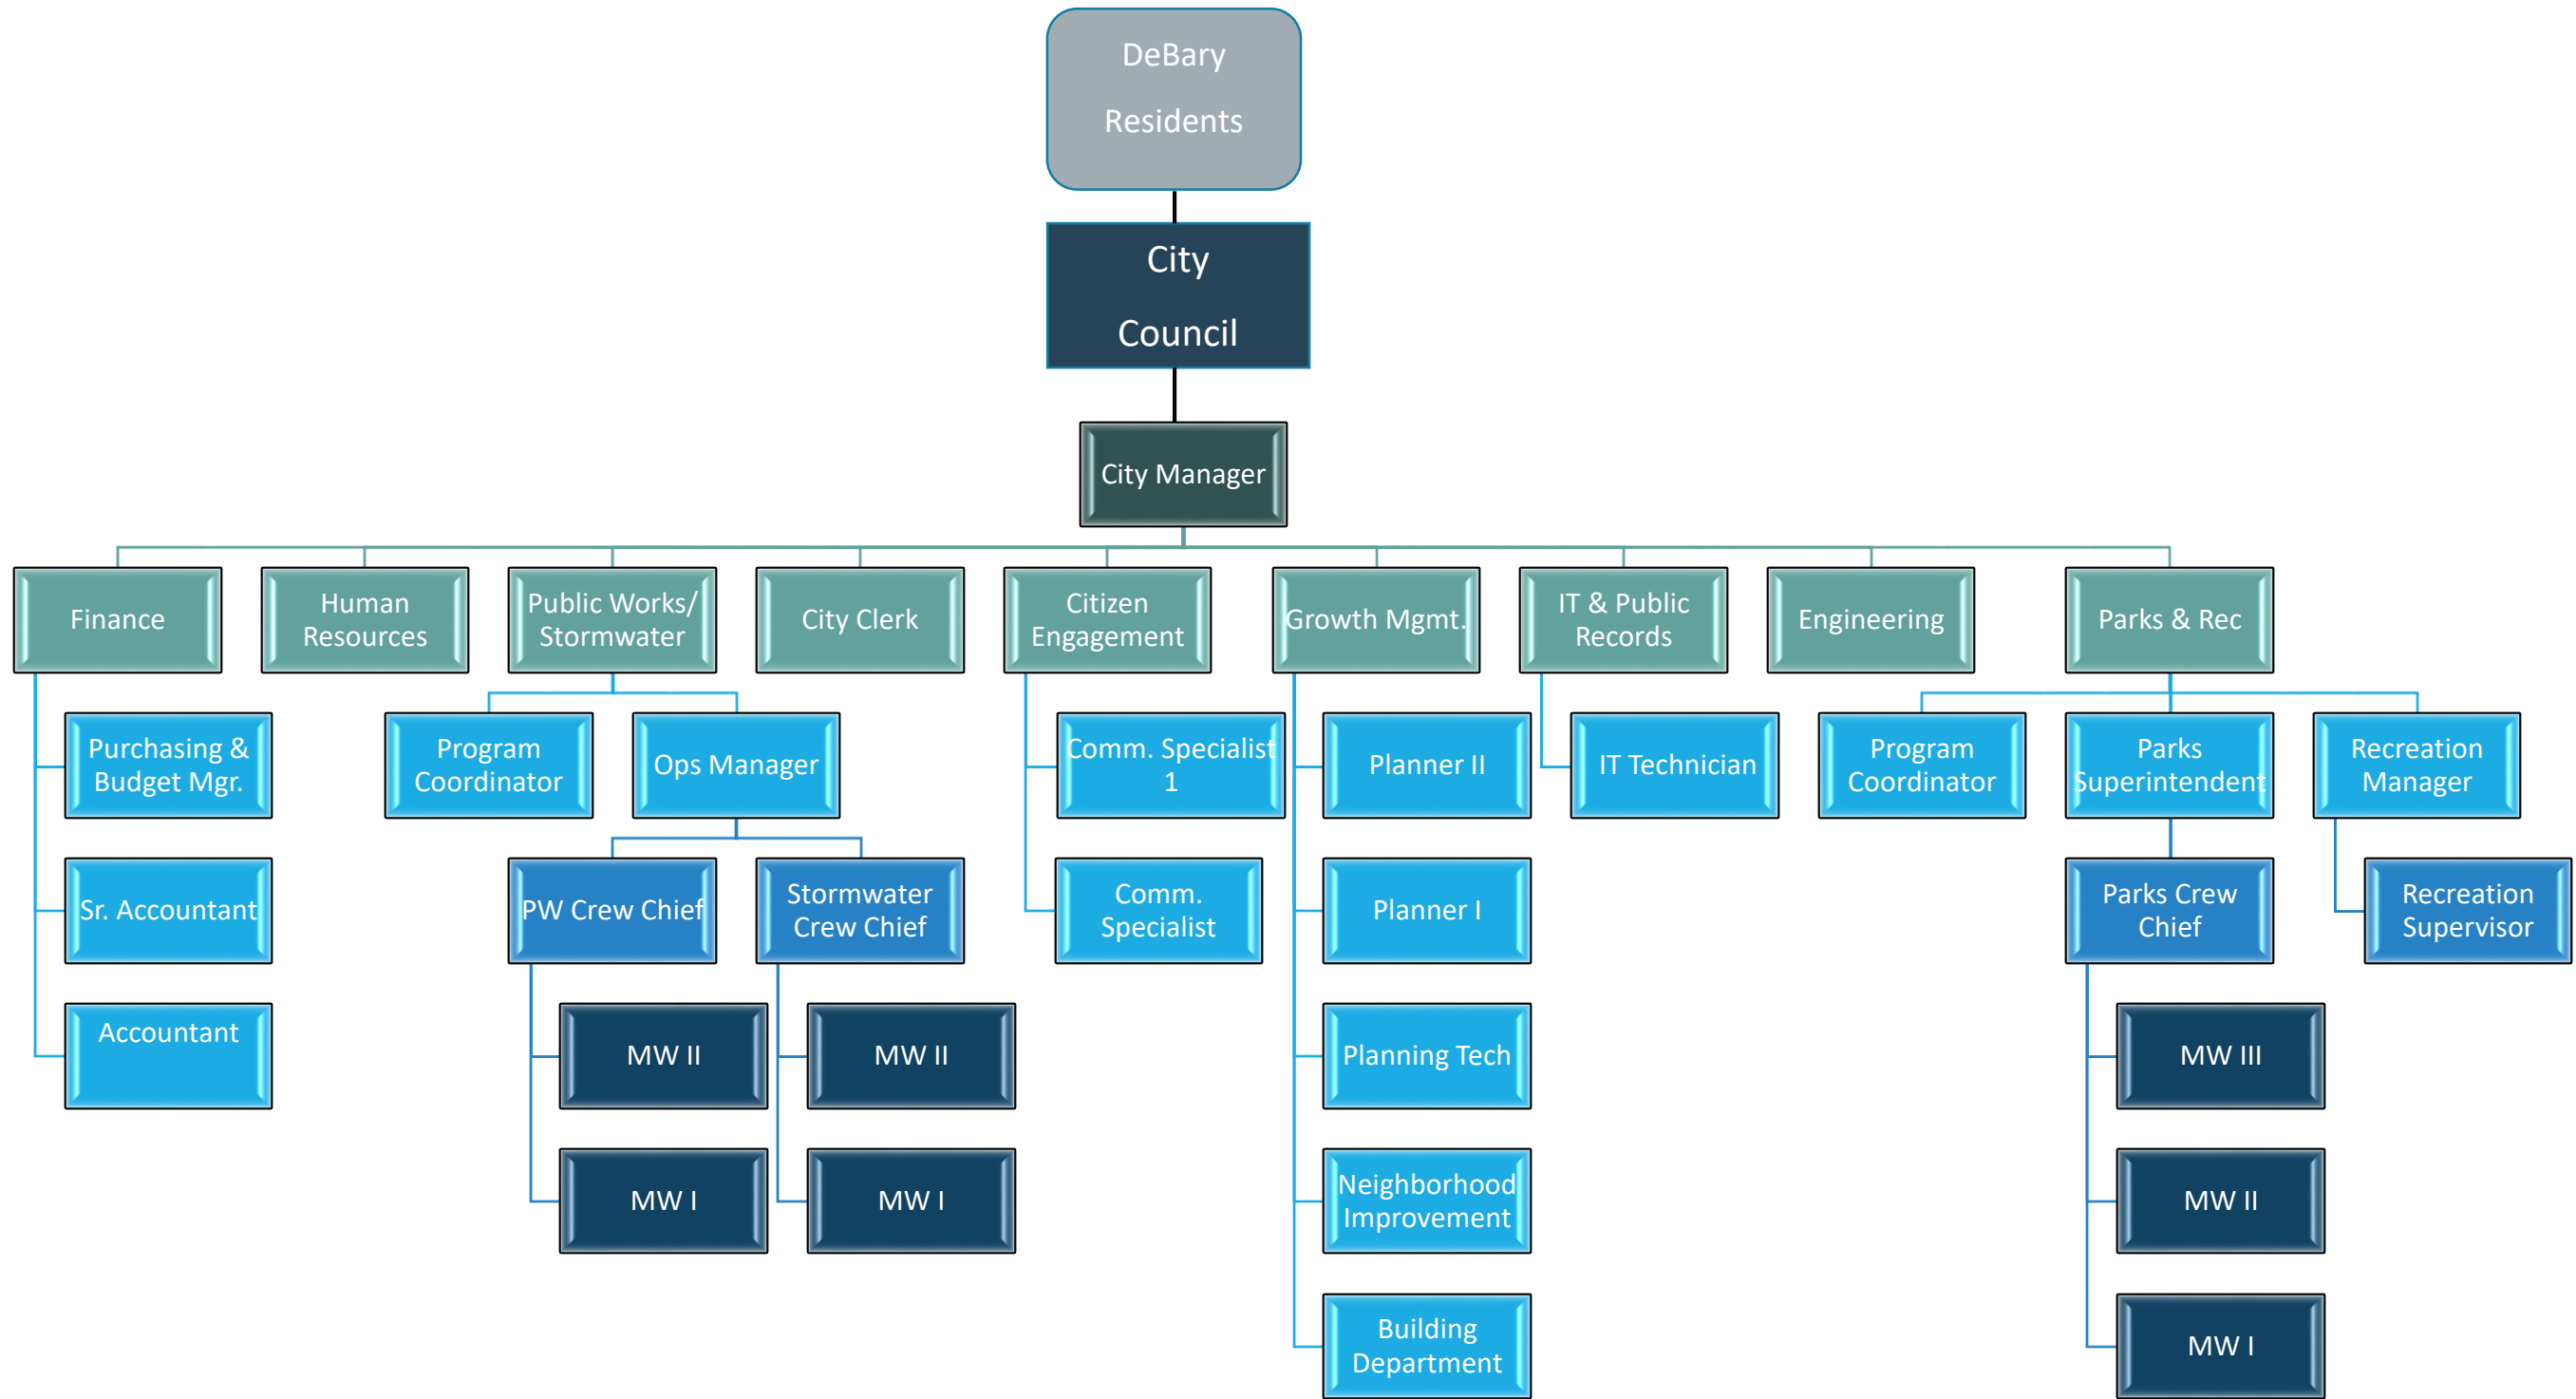 DeBary
Residents
City
Council
City Manager
Finance
Human
Resources
Public Works/
Stormwater
City Clerk
Citizen
Engagement
Growth Mgmt.
IT & Public
Records
Engineering
Parks & Rec
Purchasing &
Budget Mgr.
Sr. Accountant
Accountant
Program
Coordinator
Ops Manager
PW Crew Chief
MW II
MW I
Stormwater
Crew Chief
MW II
MW I
Comm. Specialist
1
Comm.
Specialist
Planner II
Planner I
Planning Tech
Neighborhood
Improvement
Building
Department
IT Technician
Program
Coordinator
Parks
Superintendent
Parks Crew
Chief
MW III
MW II
MW I
Recreation
Manager
Recreation
Supervisor